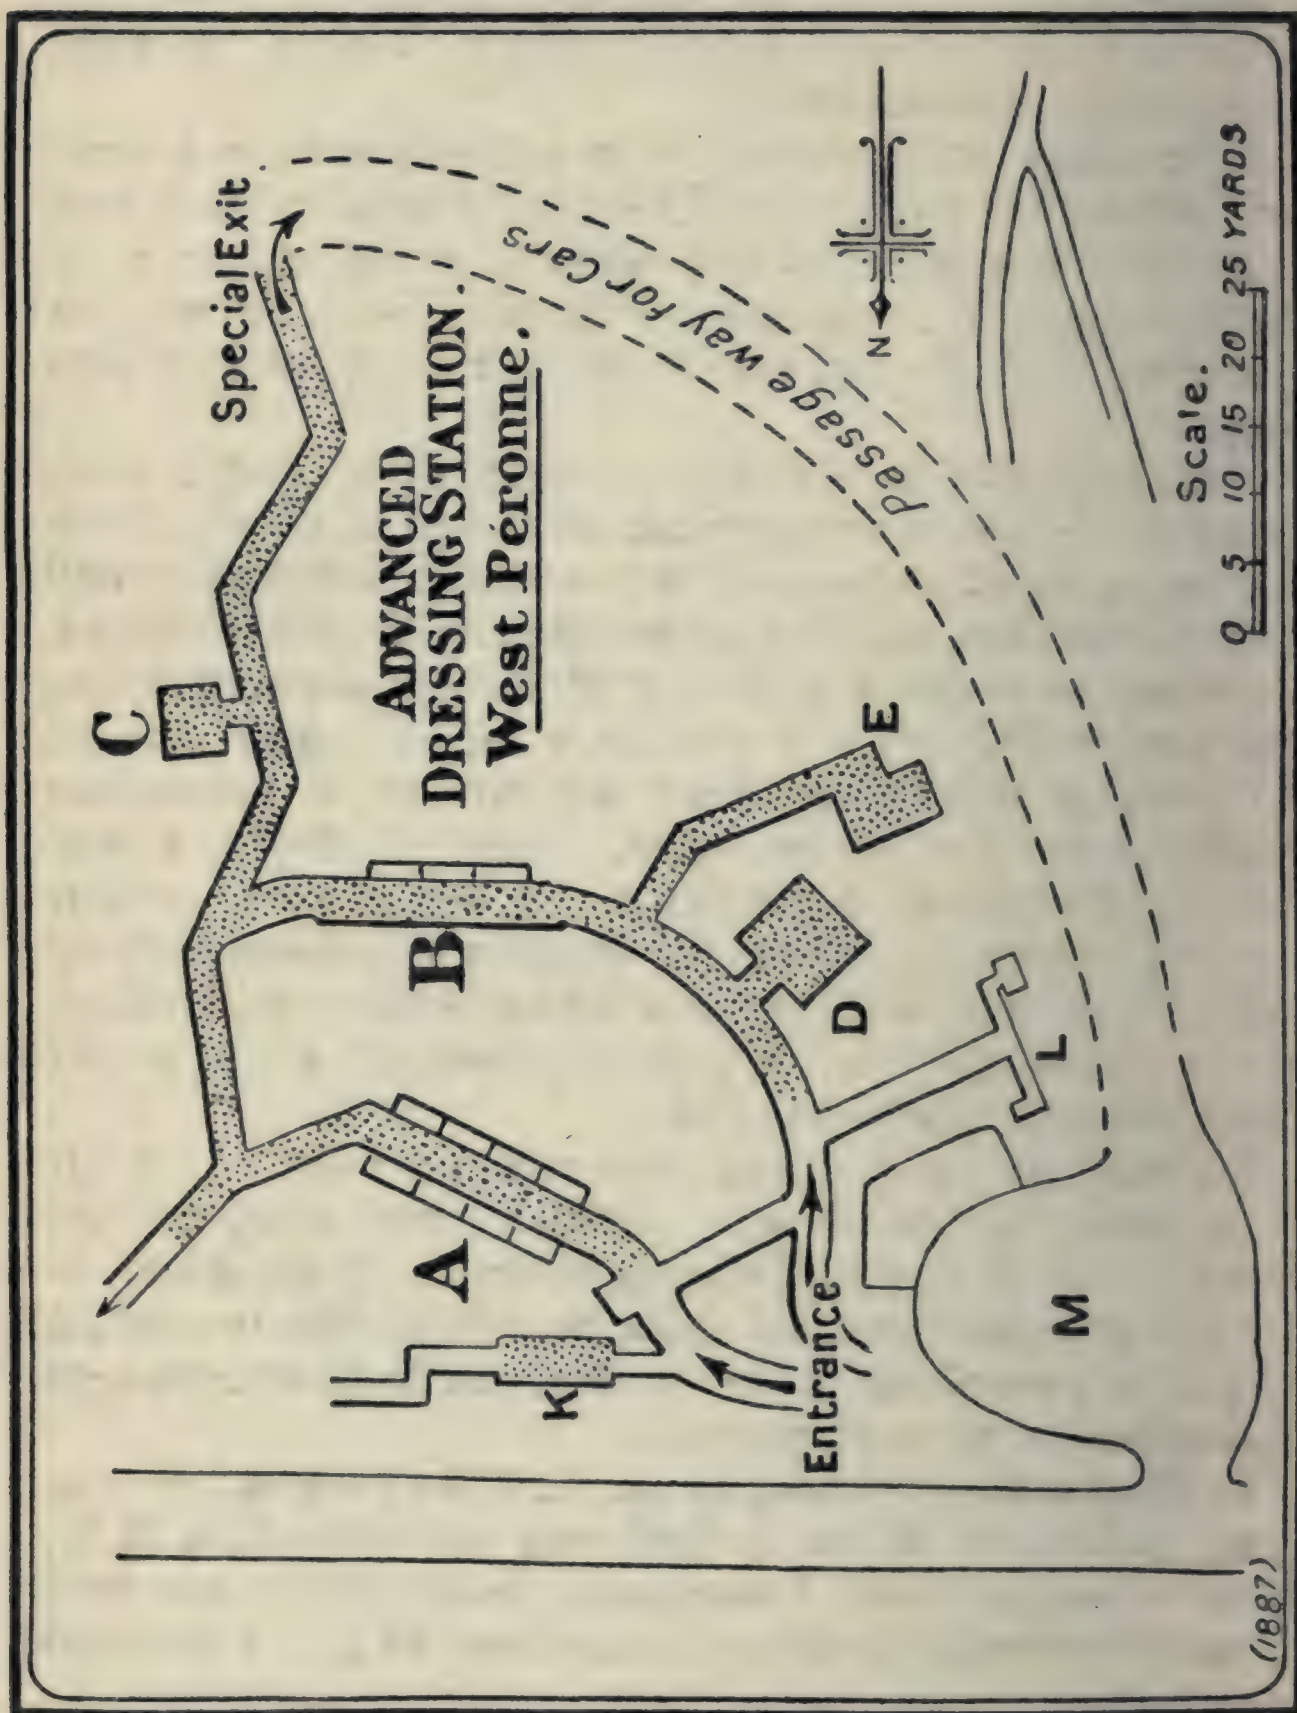 Special Exit
C
ADVANCED
DRESSING STATION.
West Péronne.
B
A
K
Entrance
D
E
L
M
Passage way for Cars
N
Scale.
0 5 10 15 20 25 YARDS
(1887)